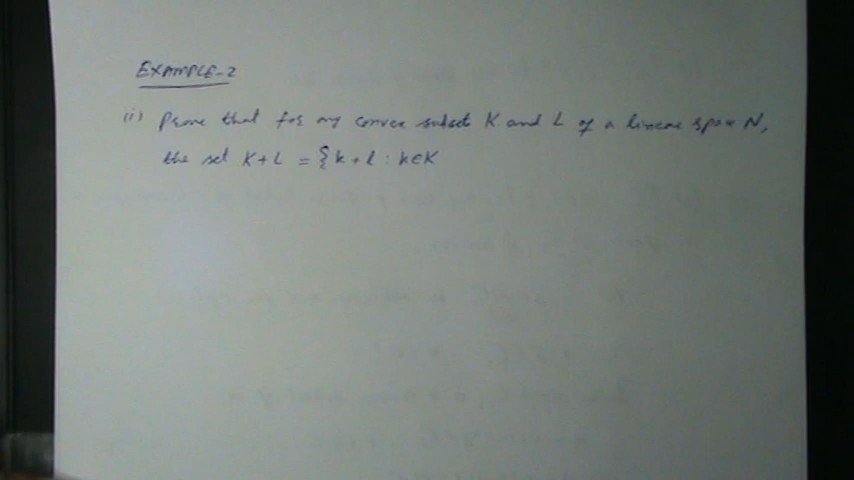 EXAMPLE-2
(i) Prove that for any convex subset K and L of a linear space N,
the set K+L = {k+l : k∈K